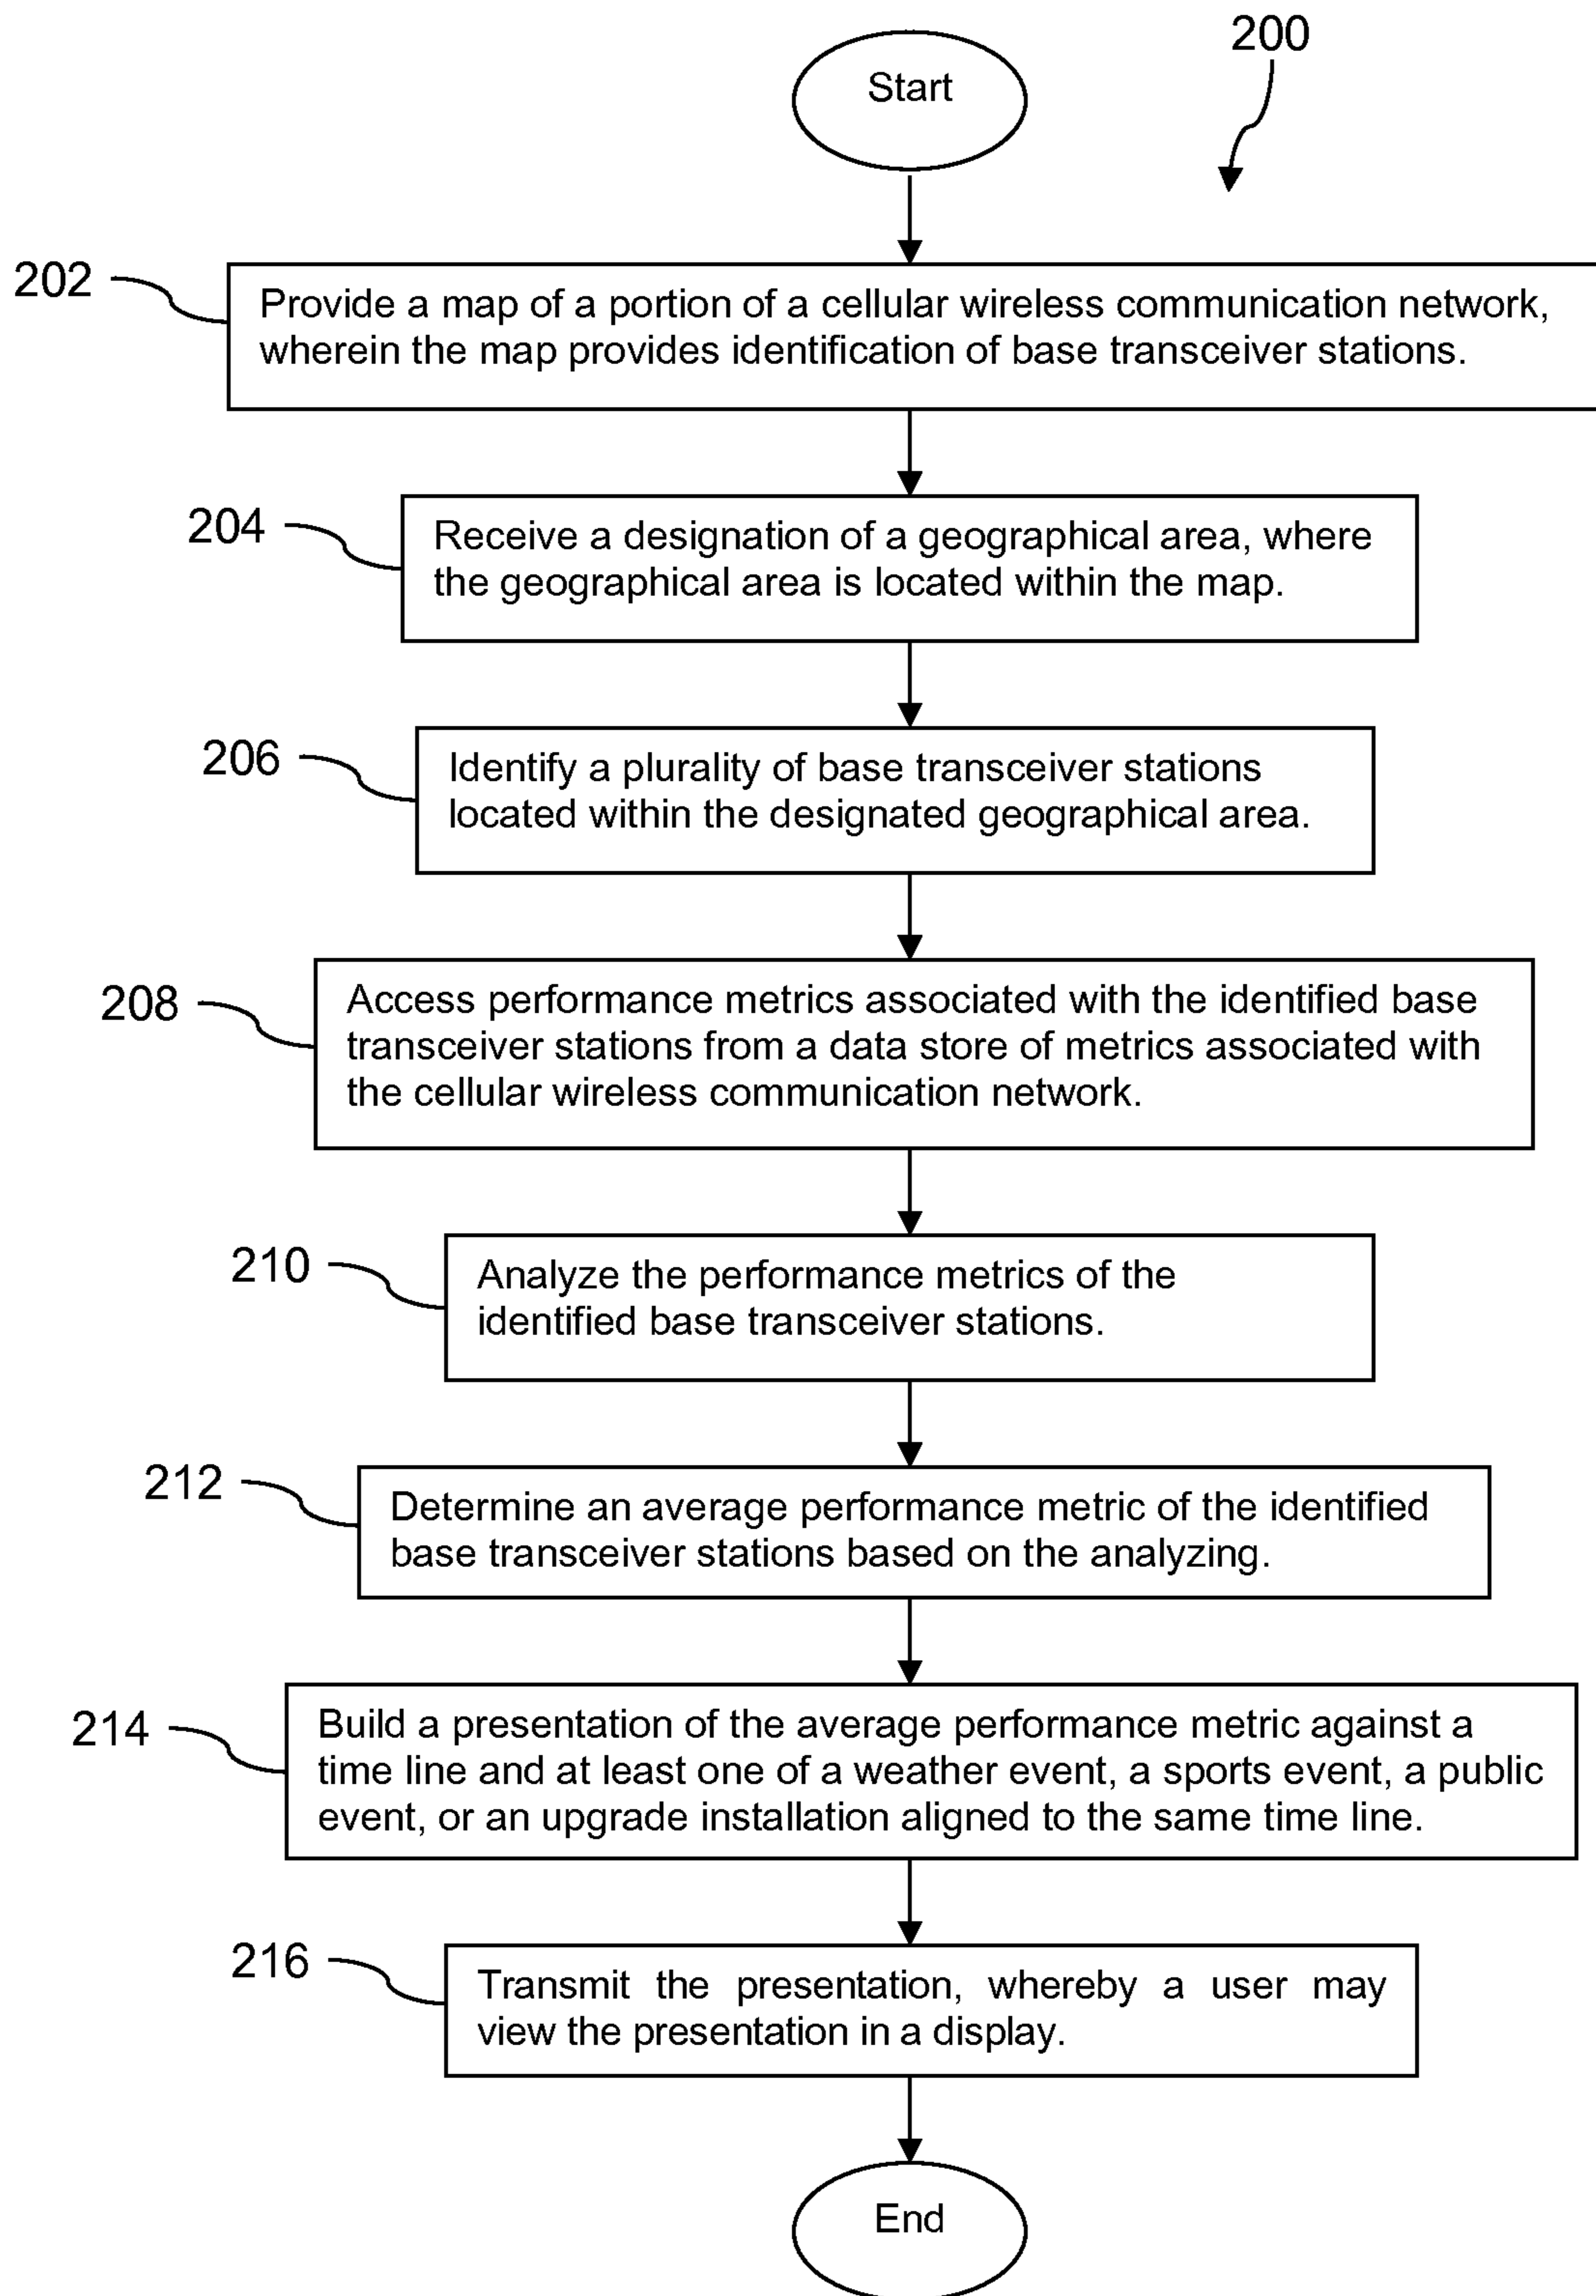 200
Start
202
Provide a map of a portion of a cellular wireless communication network,
wherein the map provides identification of base transceiver stations.
204
Receive a designation of a geographical area, where
the geographical area is located within the map.
206
Identify a plurality of base transceiver stations
located within the designated geographical area.
208
Access performance metrics associated with the identified base
transceiver stations from a data store of metrics associated with
the cellular wireless communication network.
210
Analyze the performance metrics of the
identified base transceiver stations.
212
Determine an average performance metric of the identified
base transceiver stations based on the analyzing.
214
Build a presentation of the average performance metric against a
time line and at least one of a weather event, a sports event, a public
event, or an upgrade installation aligned to the same time line.
216
Transmit the presentation, whereby a user may
view the presentation in a display.
End